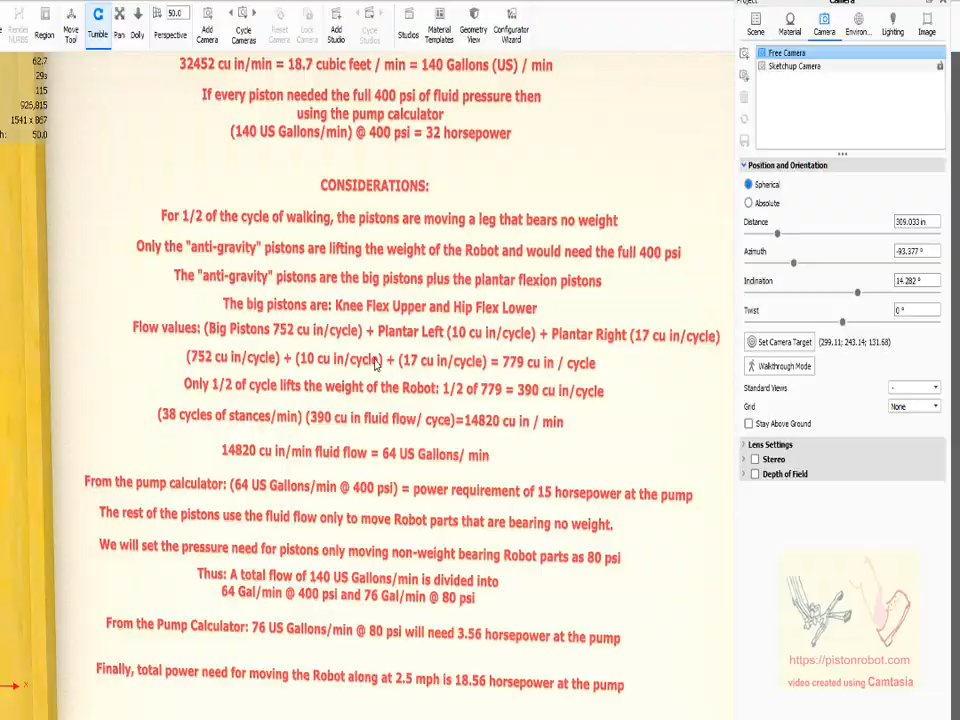 Render
NURBS
Region
Move
Tool
Tumble
Pan
Dolly
50.0
Perspective
Add
Camera
Cycle
Cameras
Reset
Camera
Lock
Camera
Add
Studio
Cycle
Studios
Studios
Material
Templates
Geometry
View
Configurator
Wizard
Project
Camera
Scene
Material
Camera
Environ...
Lighting
Image
62.7
29s
115
925,815
1541 x 867
h: 50.0
32452 cu in/min = 18.7 cubic feet / min = 140 Gallons (US) / min
If every piston needed the full 400 psi of fluid pressure then
using the pump calculator
(140 US Gallons/min) @ 400 psi = 32 horsepower
CONSIDERATIONS:
For 1/2 of the cycle of walking, the pistons are moving a leg that bears no weight
Only the "anti-gravity" pistons are lifting the weight of the Robot and would need the full 400 psi
The "anti-gravity" pistons are the big pistons plus the plantar flexion pistons
The big pistons are: Knee Flex Upper and Hip Flex Lower
Flow values: (Big Pistons 752 cu in/cycle) + Plantar Left (10 cu in/cycle) + Plantar Right (17 cu in/cycle)
(752 cu in/cycle) + (10 cu in/cycle) + (17 cu in/cycle) = 779 cu in / cycle
Only 1/2 of cycle lifts the weight of the Robot: 1/2 of 779 = 390 cu in/cycle
(38 cycles of stances/min) (390 cu in fluid flow/ cyce)=14820 cu in / min
14820 cu in/min fluid flow = 64 US Gallons/ min
From the pump calculator: (64 US Gallons/min @ 400 psi) = power requirement of 15 horsepower at the pump
The rest of the pistons use the fluid flow only to move Robot parts that are bearing no weight.
We will set the pressure need for pistons only moving non-weight bearing Robot parts as 80 psi
Thus: A total flow of 140 US Gallons/min is divided into
64 Gal/min @ 400 psi and 76 Gal/min @ 80 psi
From the Pump Calculator: 76 US Gallons/min @ 80 psi will need 3.56 horsepower at the pump
Finally, total power need for moving the Robot along at 2.5 mph is 18.56 horsepower at the pump
X
Free Camera
Sketchup Camera
Position and Orientation
Spherical
Absolute
Distance
309.033 in
Azimuth
-93.377 °
Inclination
14.282 °
Twist
0 °
Set Camera Target
(299.11; 243.14; 131.68)
Walkthrough Mode
Standard Views
-
Grid
None
Stay Above Ground
Lens Settings
Stereo
Depth of Field
https://pistonrobot.com
video created using Camtasia